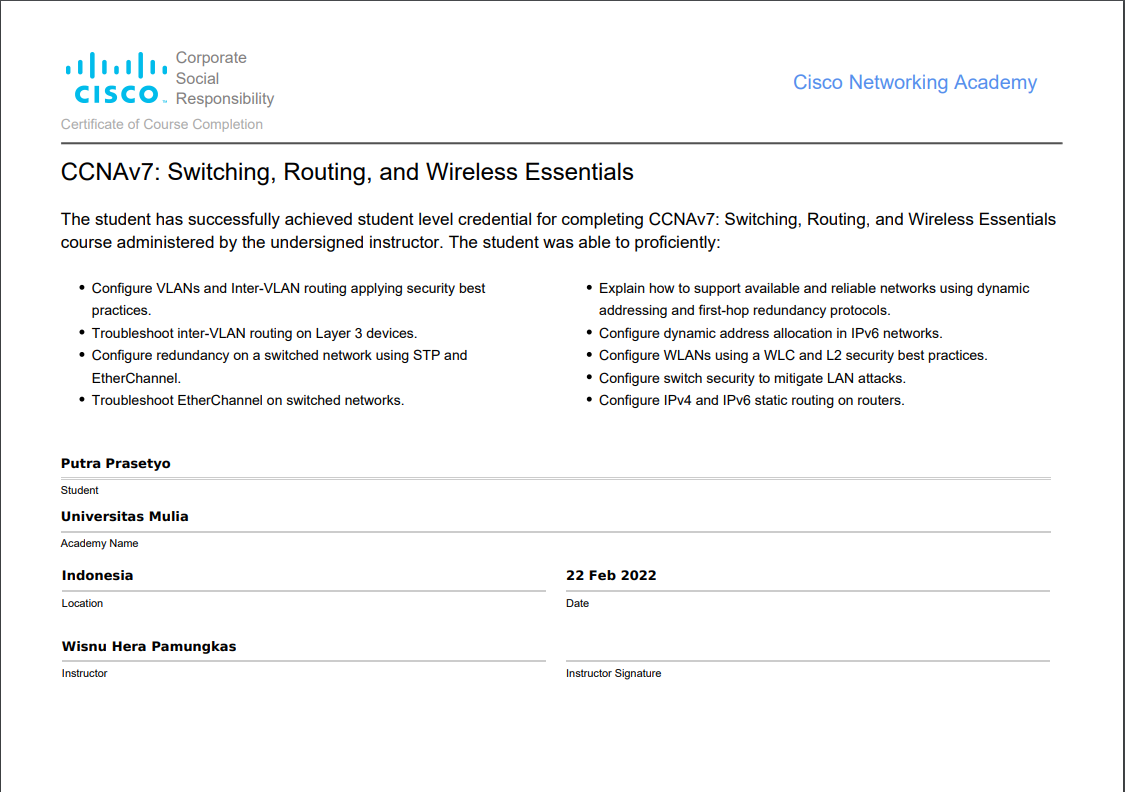 Corporate
Social
Responsibility
CISCO™
Cisco Networking Academy
Certificate of Course Completion
CCNAv7: Switching, Routing, and Wireless Essentials
The student has successfully achieved student level credential for completing CCNAv7: Switching, Routing, and Wireless Essentials
course administered by the undersigned instructor. The student was able to proficiently:
• Configure VLANs and Inter-VLAN routing applying security best
practices.
• Troubleshoot inter-VLAN routing on Layer 3 devices.
• Configure redundancy on a switched network using STP and
EtherChannel.
• Troubleshoot EtherChannel on switched networks.
• Explain how to support available and reliable networks using dynamic
addressing and first-hop redundancy protocols.
• Configure dynamic address allocation in IPv6 networks.
• Configure WLANs using a WLC and L2 security best practices.
• Configure switch security to mitigate LAN attacks.
• Configure IPv4 and IPv6 static routing on routers.
Putra Prasetyo
Student
Universitas Mulia
Academy Name
Indonesia
Location
22 Feb 2022
Date
Wisnu Hera Pamungkas
Instructor
Instructor Signature